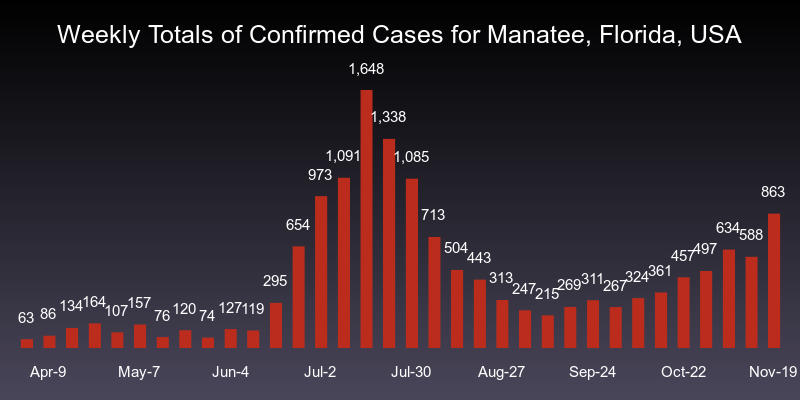 Weekly Totals of Confirmed Cases for Manatee, Florida, USA
63 86 134 164 107 157 76 120 74 127 119 295 654 973 1,091 1,648 1,338 1,085 713 504 443 313 247 215 269 311 267 324 361 457 497 634 588 863
Apr-9 May-7 Jun-4 Jul-2 Jul-30 Aug-27 Sep-24 Oct-22 Nov-19